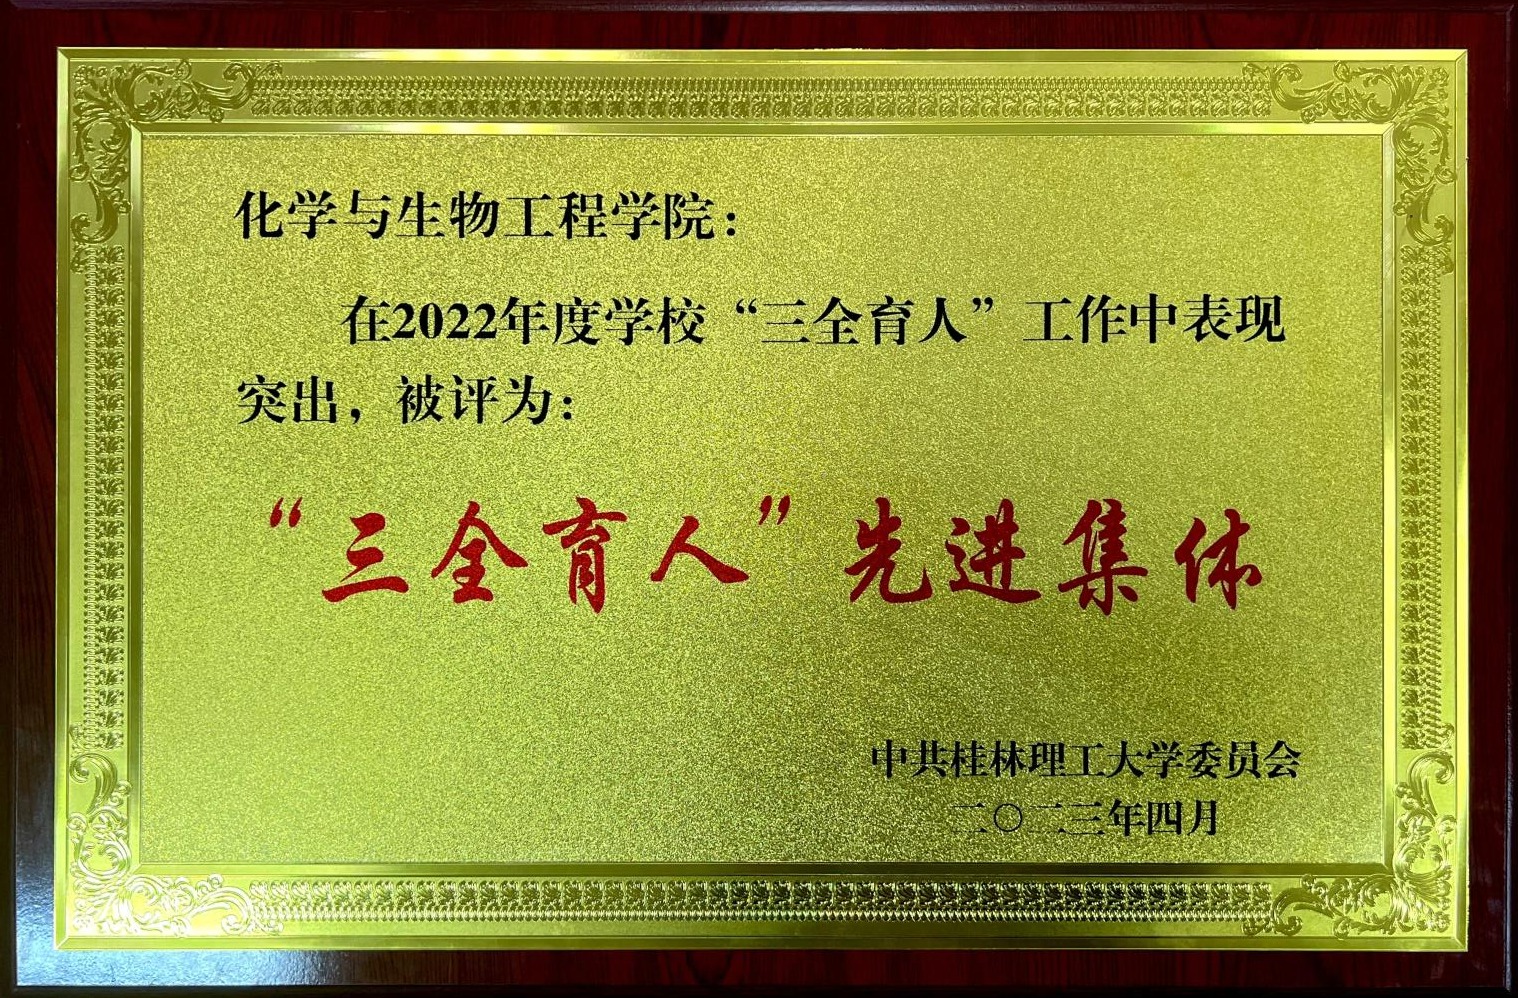 化学与生物工程学院：
在2022年度学校“三全育人”工作中表现
突出，被评为：
“三全育人”先进集体
中共桂林理工大学委员会
二〇二三年四月